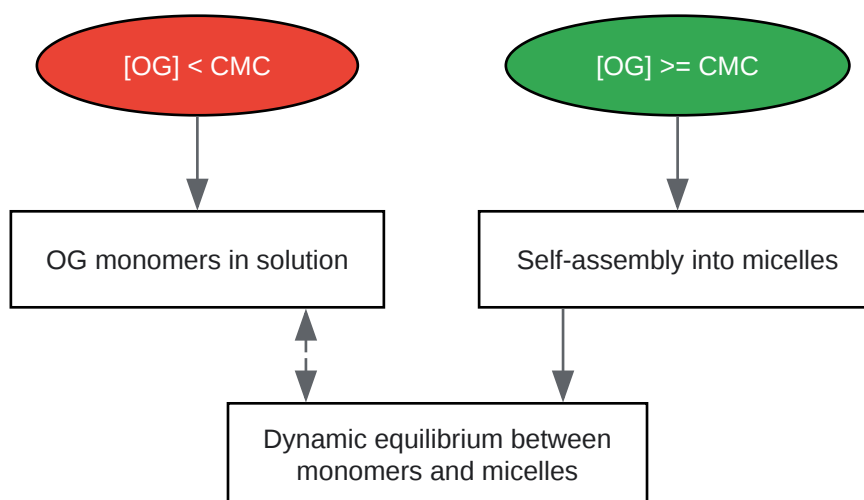 [OG] < CMC
[OG] >= CMC
OG monomers in solution
Self-assembly into micelles
Dynamic equilibrium between
monomers and micelles